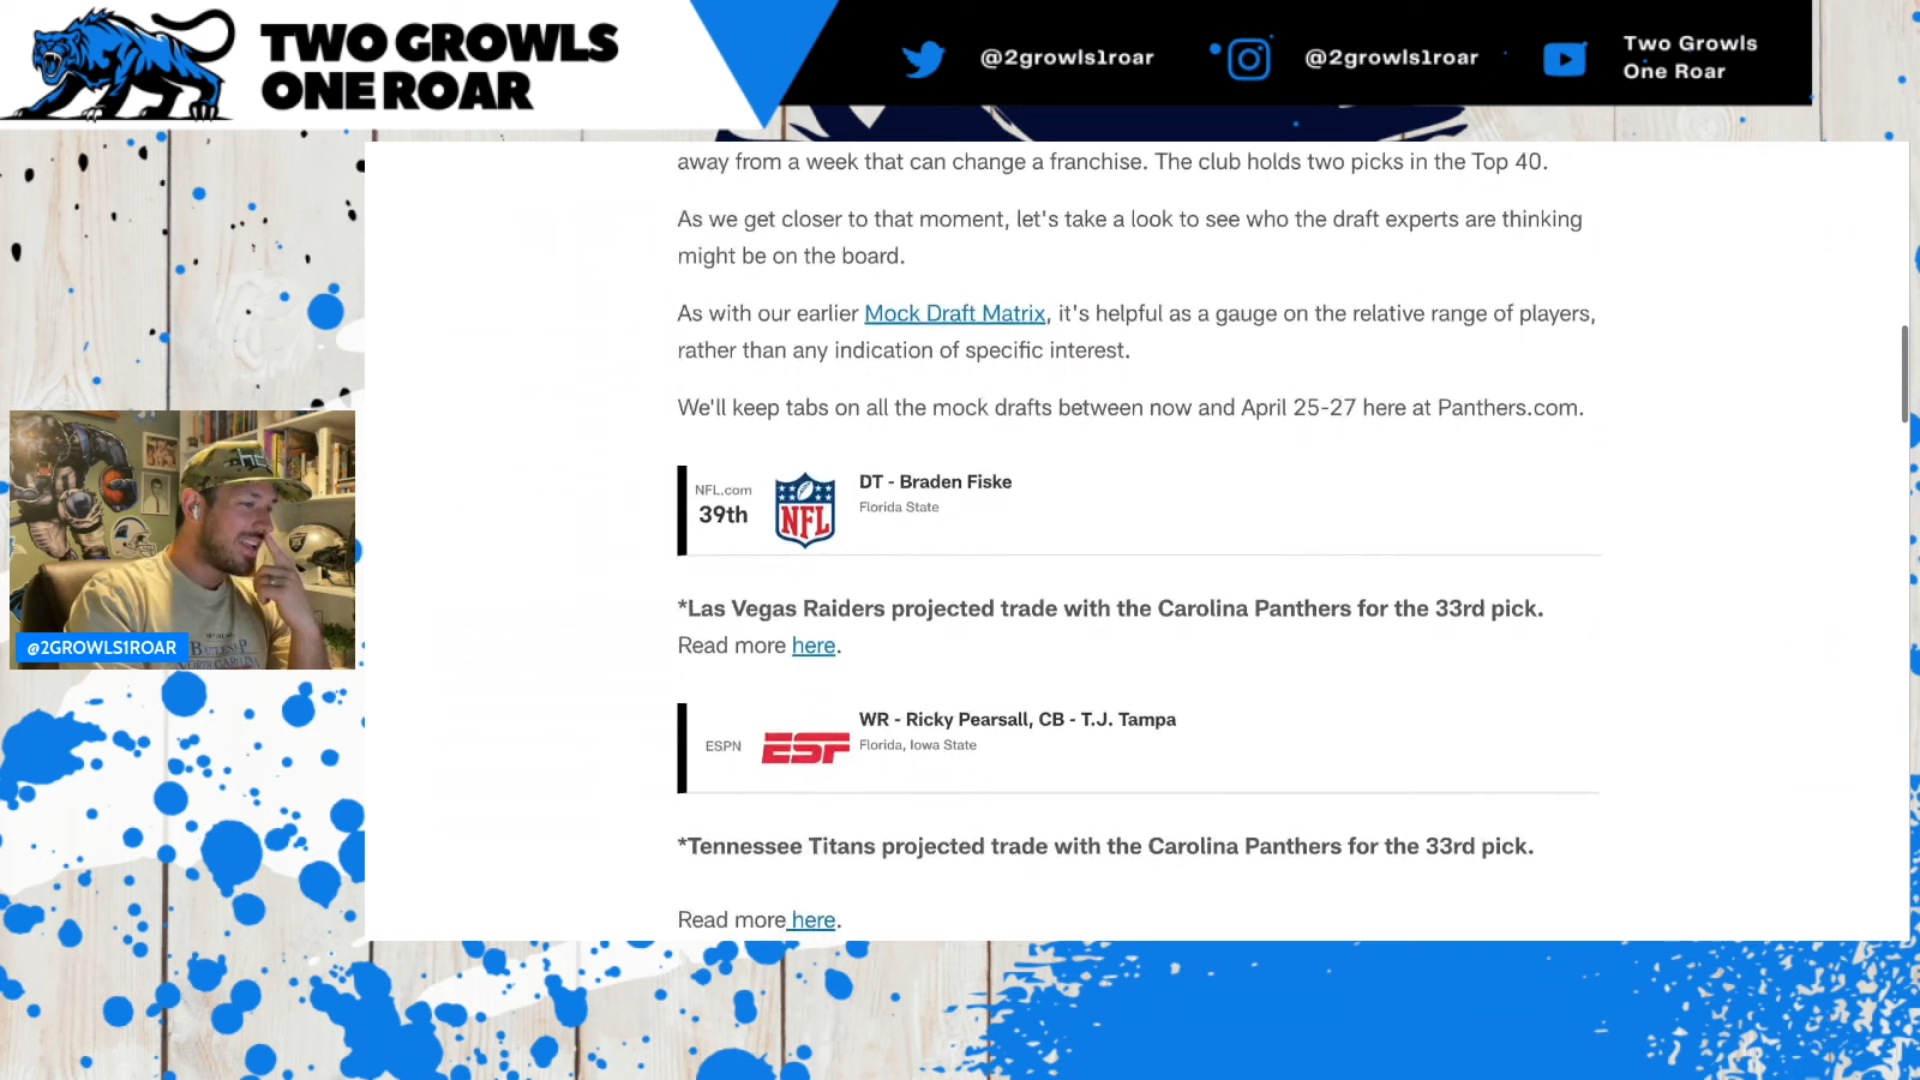 TWO GROWLS
ONE ROAR
@2growls1roar
@2growls1roar
Two Growls
One Roar
away from a week that can change a franchise. The club holds two picks in the Top 40.
As we get closer to that moment, let's take a look to see who the draft experts are thinking
might be on the board.
As with our earlier Mock Draft Matrix, it's helpful as a gauge on the relative range of players,
rather than any indication of specific interest.
We'll keep tabs on all the mock drafts between now and April 25-27 here at Panthers.com.
NFL.com
39th
NFL
DT - Braden Fiske
Florida State
*Las Vegas Raiders projected trade with the Carolina Panthers for the 33rd pick.
Read more here.
ESPN
WR - Ricky Pearsall, CB - T.J. Tampa
Florida, Iowa State
*Tennessee Titans projected trade with the Carolina Panthers for the 33rd pick.
Read more here.
@2GROWLS1ROAR